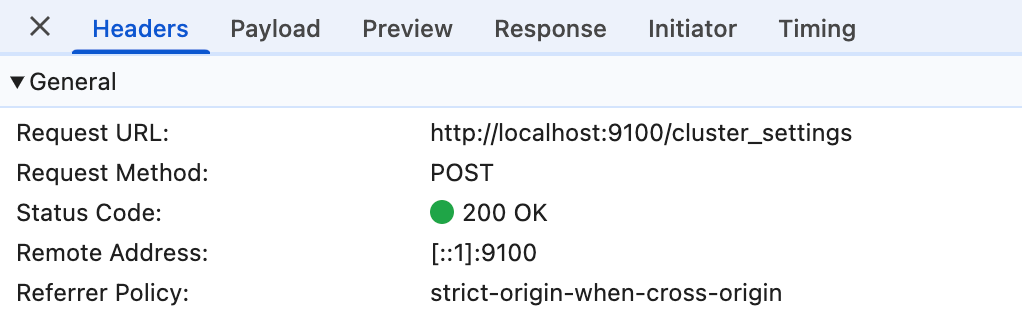 Headers Payload Preview Response Initiator Timing
General
Request URL: http://localhost:9100/cluster_settings
Request Method: POST
Status Code: 200 OK
Remote Address: [::1]:9100
Referrer Policy: strict-origin-when-cross-origin